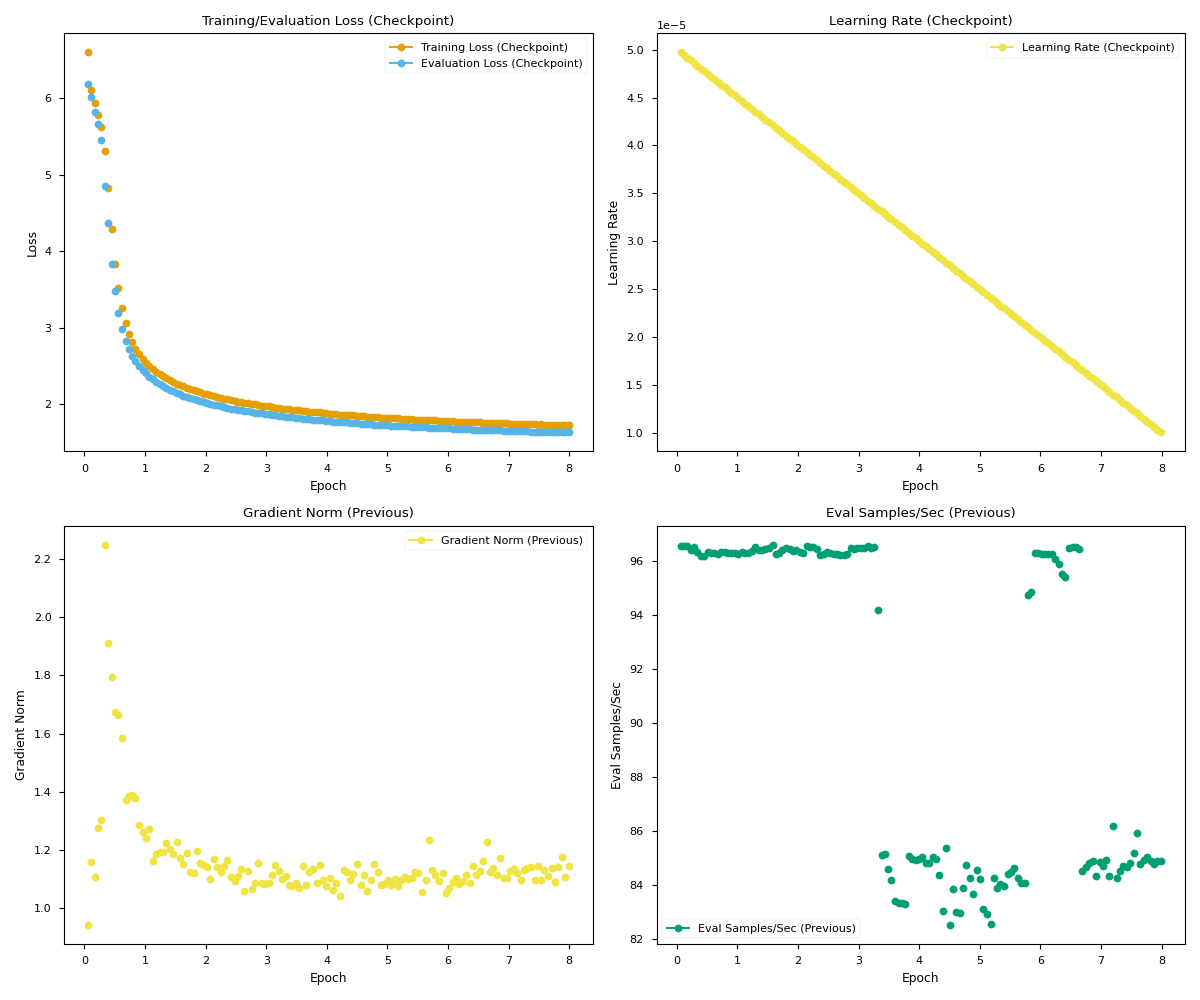 Training/Evaluation Loss (Checkpoint)
Training Loss (Checkpoint)
Evaluation Loss (Checkpoint)
6
5
4
3
2
Loss
0 1 2 3 4 5 6 7 8
Epoch
Learning Rate (Checkpoint)
1e−5
Learning Rate (Checkpoint)
5.0
4.5
4.0
3.5
3.0
2.5
2.0
1.5
1.0
Learning Rate
0 1 2 3 4 5 6 7 8
Epoch
Gradient Norm (Previous)
Gradient Norm (Previous)
2.2
2.0
1.8
1.6
1.4
1.2
1.0
Gradient Norm
0 1 2 3 4 5 6 7 8
Epoch
Eval Samples/Sec (Previous)
96
94
92
90
88
86
84
82
Eval Samples/Sec
Eval Samples/Sec (Previous)
0 1 2 3 4 5 6 7 8
Epoch